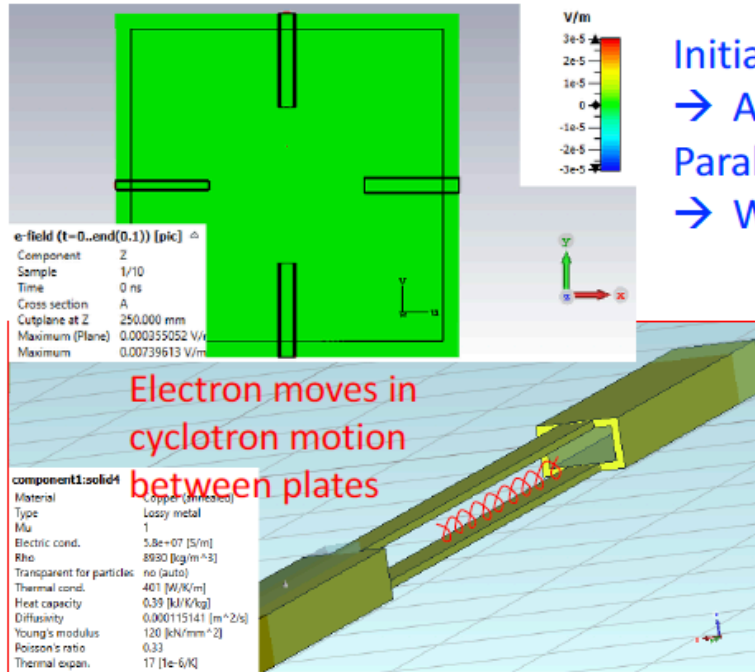 V/m
3e-5
2e-5
1e-5
0
-1e-5
-2e-5
-3e-5
Initia
→ A
Paral
→ W
e-field (t=0..end(0.1)) [pic]
Component Z
Sample 1/10
Time 0 ns
Cross section A
Cutplane at Z 250.000 mm
Maximum (Plane) 0.000355052 V/m
Maximum 0.00739613 V/m
Y
X
Z
Electron moves in
cyclotron motion
between plates
component1:solid4
Material Copper (annealed)
Type Lossy metal
Mu 1
Electric cond. 5.8e+07 [S/m]
Rho 8930 [kg/m^3]
Transparent for particles no (auto)
Thermal cond. 401 [W/K/m]
Heat capacity 0.39 [kJ/K/kg]
Diffusivity 0.000115141 [m^2/s]
Young's modulus 120 [kN/mm^2]
Poisson's ratio 0.33
Thermal expan. 17 [1e-6/K]